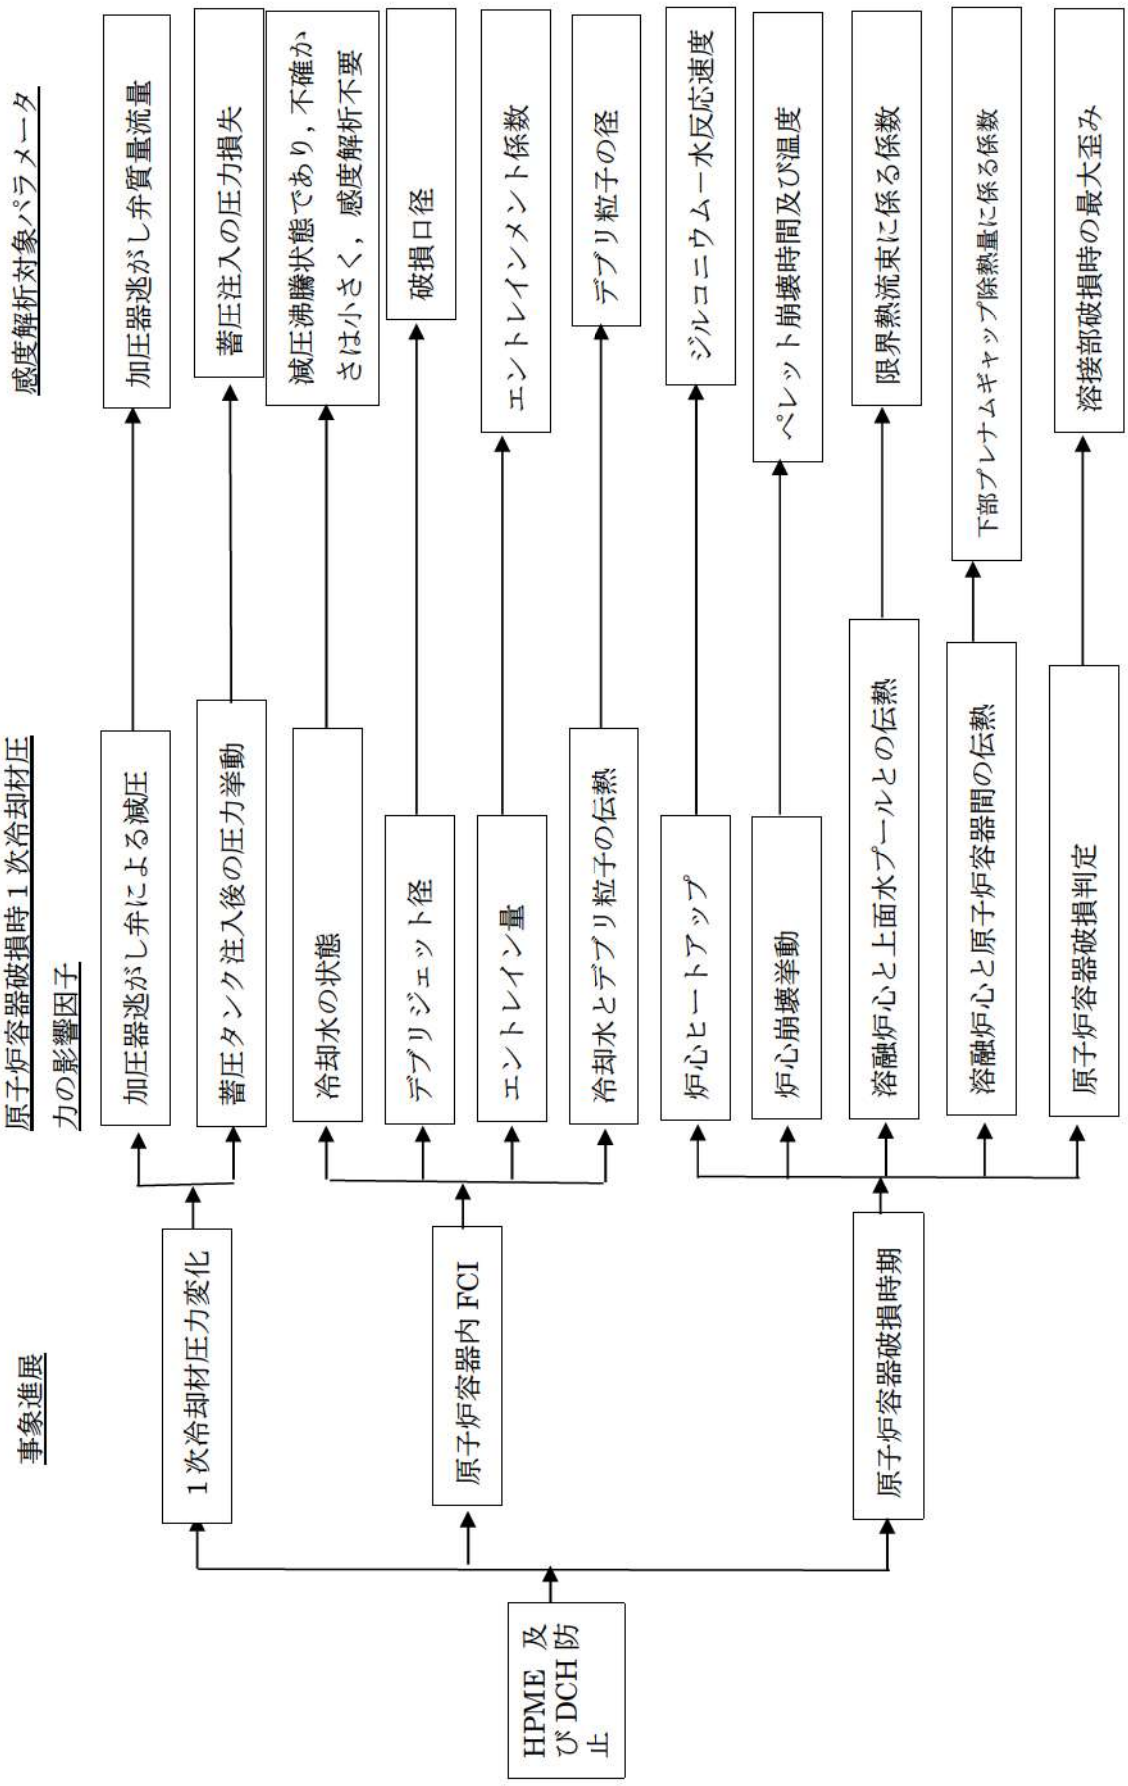 事象進展
原子炉容器破損時1次冷却材圧
力の影響因子
感度解析対象パラメータ
HPME 及
びDCH防
止
1次冷却材圧力変化
加圧器逃がし弁による減圧
加圧器逃がし弁質量流量
蓄圧タンク注入後の圧力挙動
蓄圧注入の圧力損失
原子炉容器内FCI
冷却水の状態
減圧沸騰状態であり，不確か
さは小さく，感度解析不要
デブリジェット径
破損口径
エントレイン量
エントレインメント係数
冷却水とデブリ粒子の伝熱
デブリ粒子の径
原子炉容器破損時期
炉心ヒートアップ
ジルコニウムー水反応速度
炉心崩壊挙動
ペレット崩壊時間及び温度
溶融炉心と上面水プールとの伝熱
限界熱流束に係る係数
溶融炉心と原子炉容器間の伝熱
下部プレナムギャップ除熱量に係る係数
原子炉容器破損判定
溶接部破損時の最大歪み